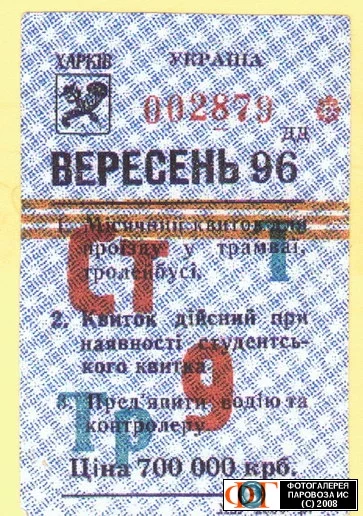 ХАРКІВ УКРАЇНА
002879
ДД
ВЕРЕСЕНЬ 96
1. Місячний квиток для
проїзду у трамваї,
тролейбусі.
Ст Т
2. Квиток дійсний при
наявності студентсь-
кого квитка
9
3. Пред'явити водію та
контролеру
Тр
Ціна 700 000 крб.
ФОТОГАЛЕРЕЯ
ПАРОВОЗА ИС
(C) 2008